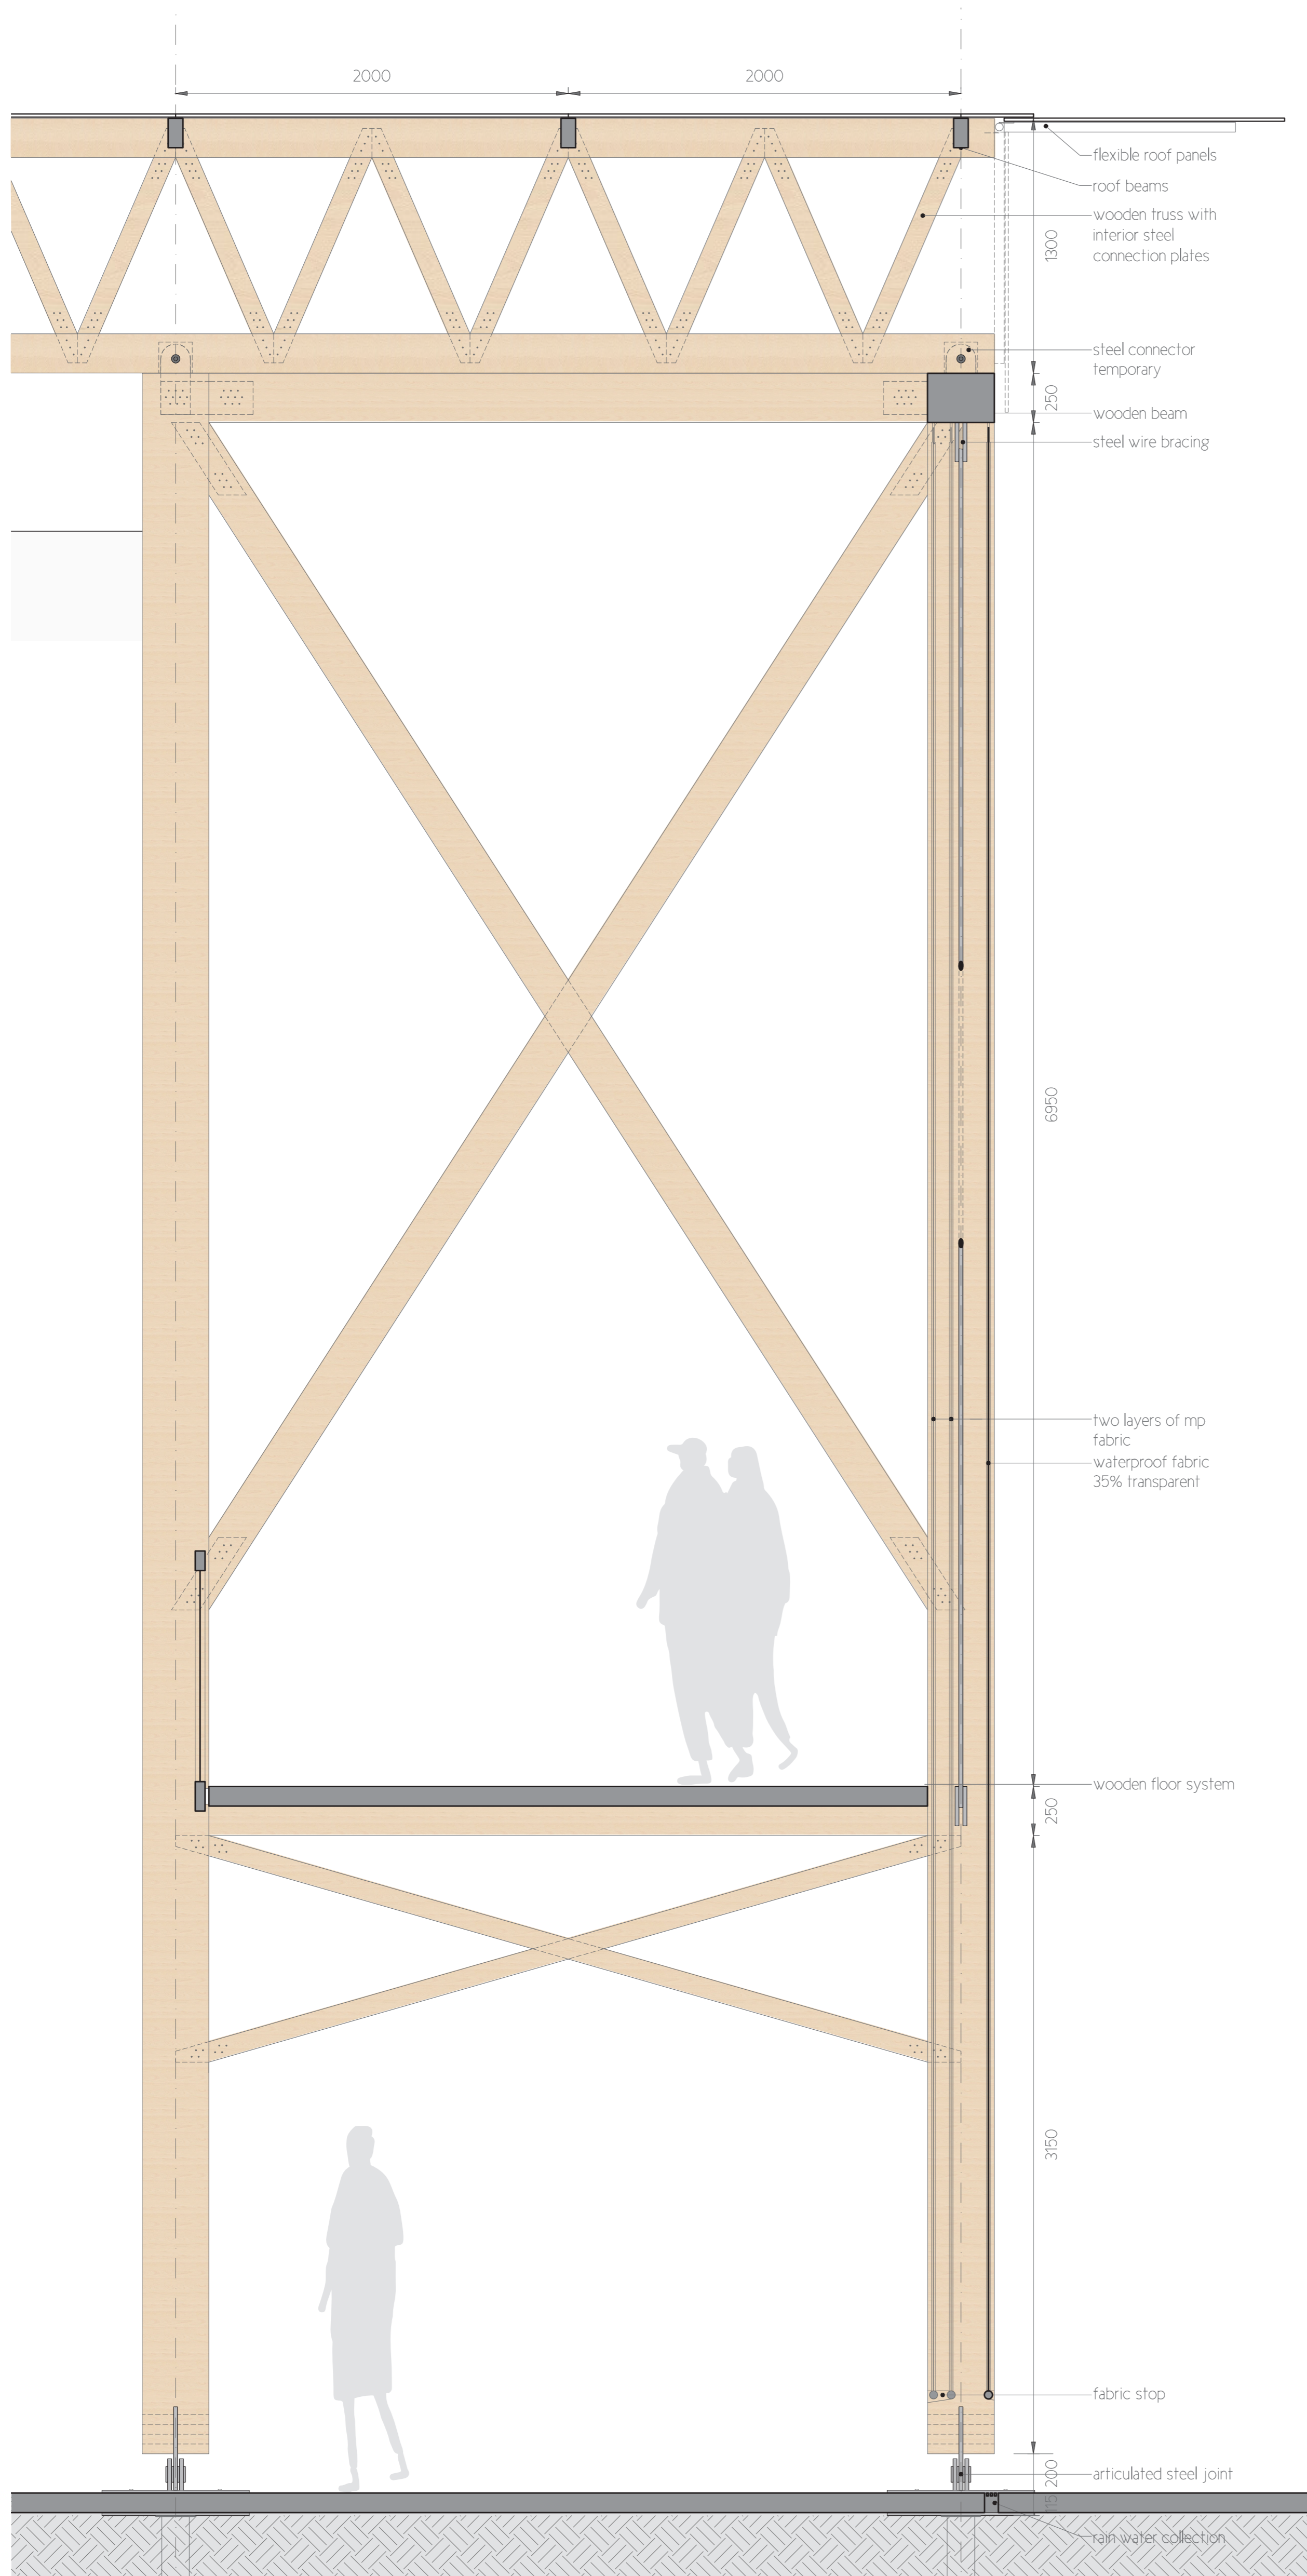 2000
2000
flexible roof panels
roof beams
wooden truss with
interior steel
connection plates
1300
steel connector
temporary
250
wooden beam
steel wire bracing
6950
two layers of mp
fabric
waterproof fabric
35% transparent
wooden floor system
250
3150
fabric stop
articulated steel joint
200
115
rain water collection